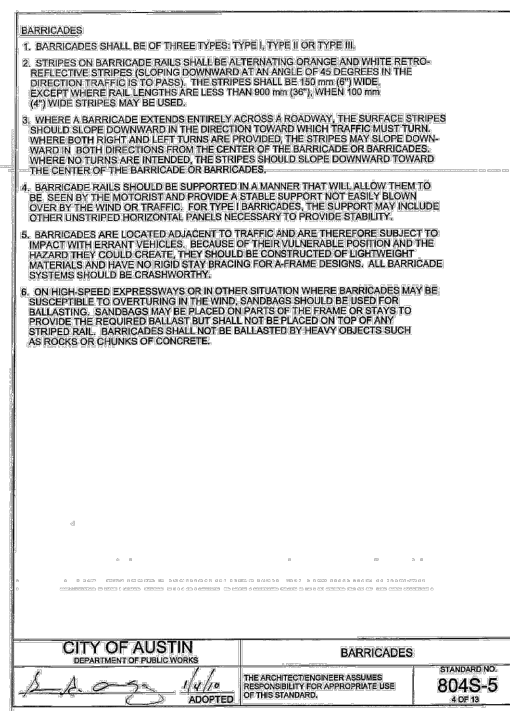 BARRICADES
1. BARRICADES SHALL BE OF THREE TYPES: TYPE I, TYPE II OR TYPE III.
2. STRIPES ON BARRICADE RAILS SHALL BE ALTERNATING ORANGE AND WHITE RETRO-
REFLECTIVE STRIPES (SLOPING DOWNWARD AT AN ANGLE OF 45 DEGREES IN THE
DIRECTION TRAFFIC IS TO PASS). THE STRIPES SHALL BE 150 mm (6") WIDE,
EXCEPT WHERE RAIL LENGTHS ARE LESS THAN 900 mm (36"), WHEN 100 mm
(4") WIDE STRIPES MAY BE USED.
3. WHERE A BARRICADE EXTENDS ENTIRELY ACROSS A ROADWAY, THE SURFACE STRIPES
SHOULD SLOPE DOWNWARD IN THE DIRECTION TOWARD WHICH TRAFFIC MUST TURN.
WHERE BOTH RIGHT AND LEFT TURNS ARE PROVIDED, THE STRIPES MAY SLOPE DOWN-
WARD IN BOTH DIRECTIONS FROM THE CENTER OF THE BARRICADE OR BARRICADES.
WHERE NO TURNS ARE INTENDED, THE STRIPES SHOULD SLOPE DOWNWARD TOWARD
THE CENTER OF THE BARRICADE OR BARRICADES.
4. BARRICADE RAILS SHOULD BE SUPPORTED IN A MANNER THAT WILL ALLOW THEM TO
BE SEEN BY THE MOTORIST AND PROVIDE A STABLE SUPPORT NOT EASILY BLOWN
OVER BY THE WIND OR TRAFFIC. FOR TYPE I BARRICADES, THE SUPPORT MAY INCLUDE
OTHER UNSTRIPED HORIZONTAL PANELS NECESSARY TO PROVIDE STABILITY.
5. BARRICADES ARE LOCATED ADJACENT TO TRAFFIC AND ARE THEREFORE SUBJECT TO
IMPACT WITH ERRANT VEHICLES. BECAUSE OF THEIR VULNERABLE POSITION AND THE
HAZARD THEY COULD CREATE, THEY SHOULD BE CONSTRUCTED OF LIGHTWEIGHT
MATERIALS AND HAVE NO RIGID STAY BRACING FOR A-FRAME DESIGNS. ALL BARRICADE
SYSTEMS SHOULD BE CRASHWORTHY.
6. ON HIGH-SPEED EXPRESSWAYS OR IN OTHER SITUATION WHERE BARRICADES MAY BE
SUSCEPTIBLE TO OVERTURING IN THE WIND, SANDBAGS SHOULD BE USED FOR
BALLASTING. SANDBAGS MAY BE PLACED ON PARTS OF THE FRAME OR STAYS TO
PROVIDE THE REQUIRED BALLAST BUT SHALL NOT BE PLACED ON TOP OF ANY
STRIPED RAIL. BARRICADES SHALL NOT BE BALLASTED BY HEAVY OBJECTS SUCH
AS ROCKS OR CHUNKS OF CONCRETE.
CITY OF AUSTIN
DEPARTMENT OF PUBLIC WORKS
BARRICADES
1/4/10
ADOPTED
THE ARCHITECT/ENGINEER ASSUMES
RESPONSIBILITY FOR APPROPRIATE USE
OF THIS STANDARD.
STANDARD NO.
804S-5
4 OF 13